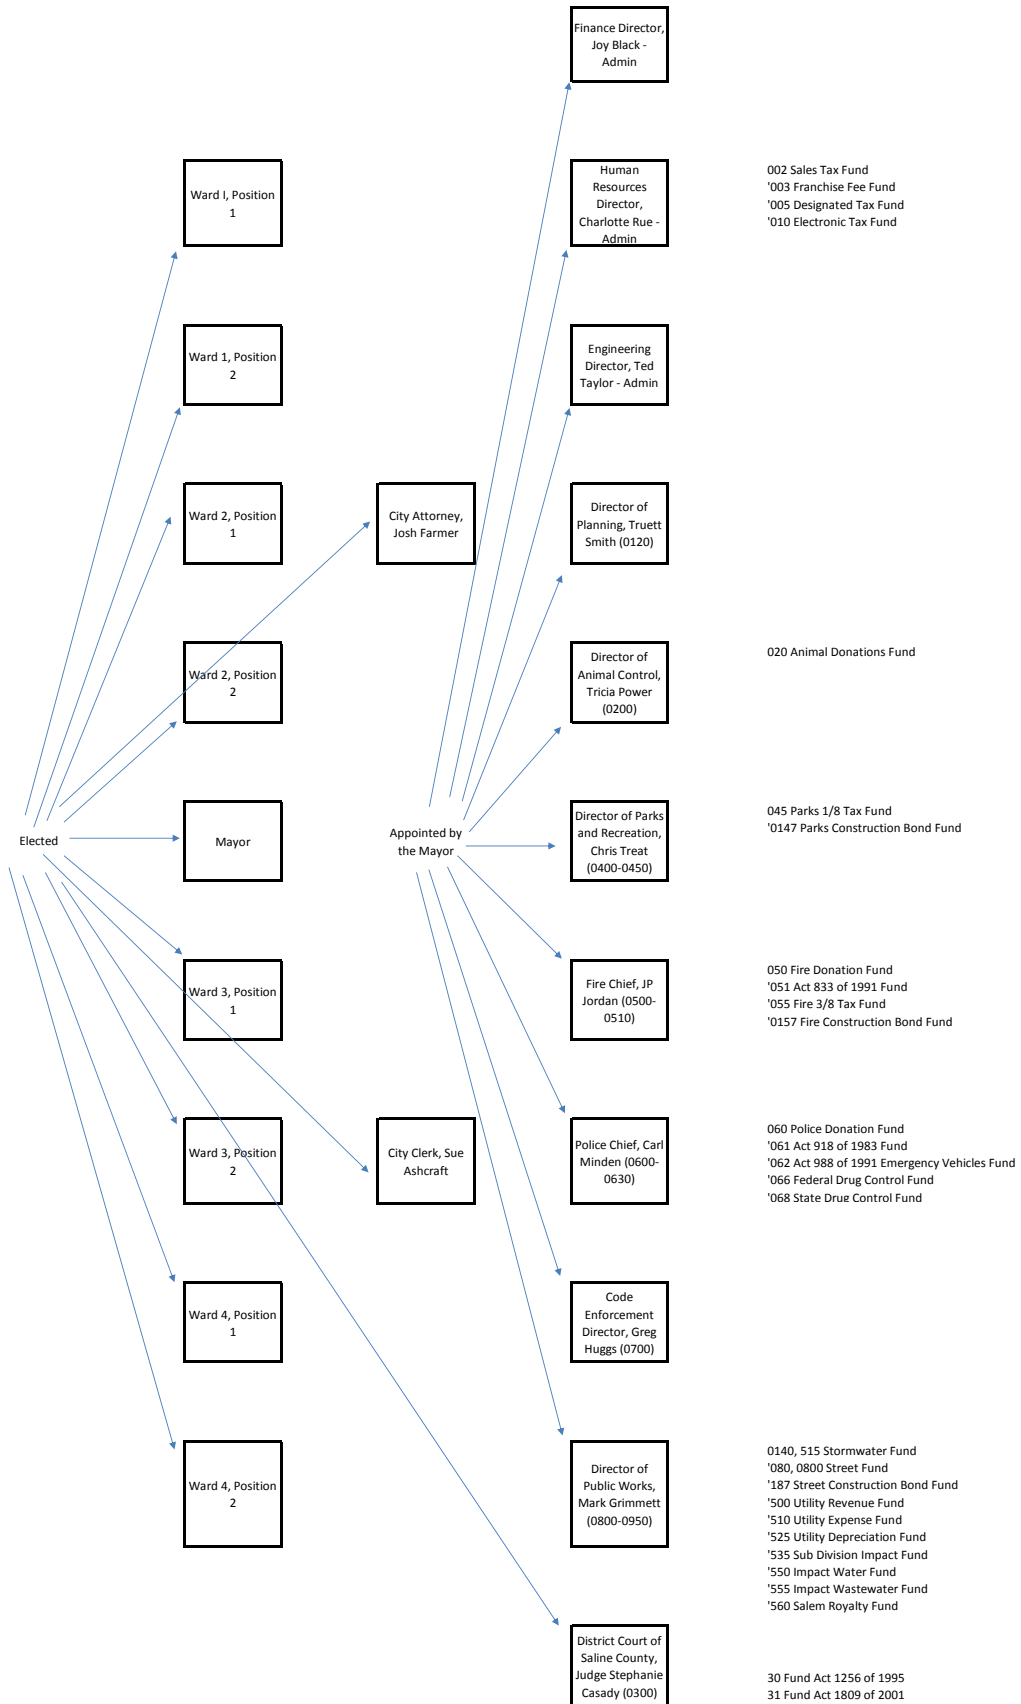 Finance Director,
Joy Black -
Admin
Ward I, Position
1
Human
Resources
Director,
Charlotte Rue -
Admin
002 Sales Tax Fund
'003 Franchise Fee Fund
'005 Designated Tax Fund
'010 Electronic Tax Fund
Ward 1, Position
2
Engineering
Director, Ted
Taylor - Admin
Ward 2, Position
1
City Attorney,
Josh Farmer
Director of
Planning, Truett
Smith (0120)
Ward 2, Position
2
Director of
Animal Control,
Tricia Power
(0200)
020 Animal Donations Fund
Elected
Mayor
Appointed by
the Mayor
Director of Parks
and Recreation,
Chris Treat
(0400-0450)
045 Parks 1/8 Tax Fund
'0147 Parks Construction Bond Fund
Ward 3, Position
1
Fire Chief, JP
Jordan (0500-
0510)
050 Fire Donation Fund
'051 Act 833 of 1991 Fund
'055 Fire 3/8 Tax Fund
'0157 Fire Construction Bond Fund
Ward 3, Position
2
City Clerk, Sue
Ashcraft
Police Chief, Carl
Minden (0600-
0630)
060 Police Donation Fund
'061 Act 918 of 1983 Fund
'062 Act 988 of 1991 Emergency Vehicles Fund
'066 Federal Drug Control Fund
'068 State Drug Control Fund
Ward 4, Position
1
Code
Enforcement
Director, Greg
Huggs (0700)
Ward 4, Position
2
Director of
Public Works,
Mark Grimmett
(0800-0950)
0140, 515 Stormwater Fund
'080, 0800 Street Fund
'187 Street Construction Bond Fund
'500 Utility Revenue Fund
'510 Utility Expense Fund
'525 Utility Depreciation Fund
'535 Sub Division Impact Fund
'550 Impact Water Fund
'555 Impact Wastewater Fund
'560 Salem Royalty Fund
District Court of
Saline County,
Judge Stephanie
Casady (0300)
30 Fund Act 1256 of 1995
31 Fund Act 1809 of 2001